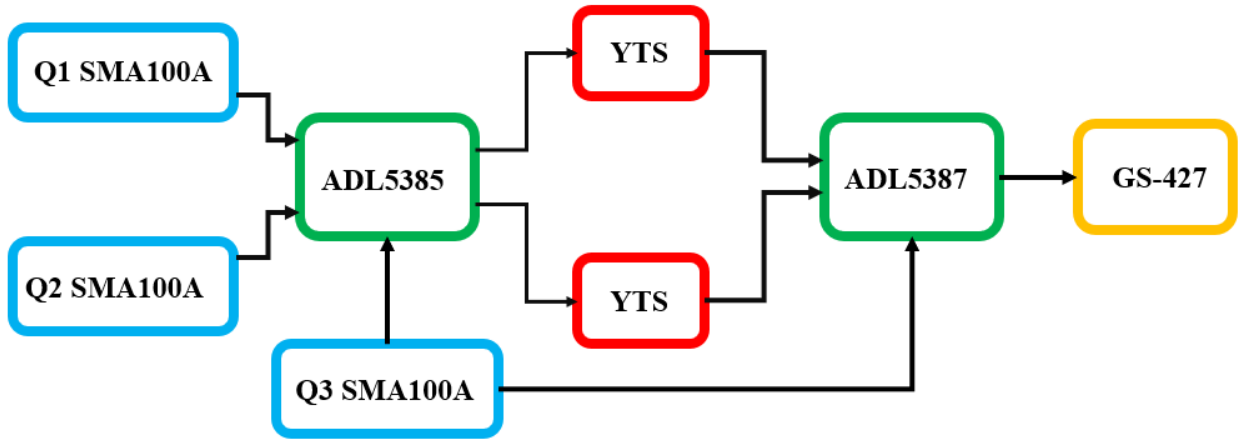 Q1 SMA100A
Q2 SMA100A
ADL5385
Q3 SMA100A
YTS
YTS
ADL5387
GS-427